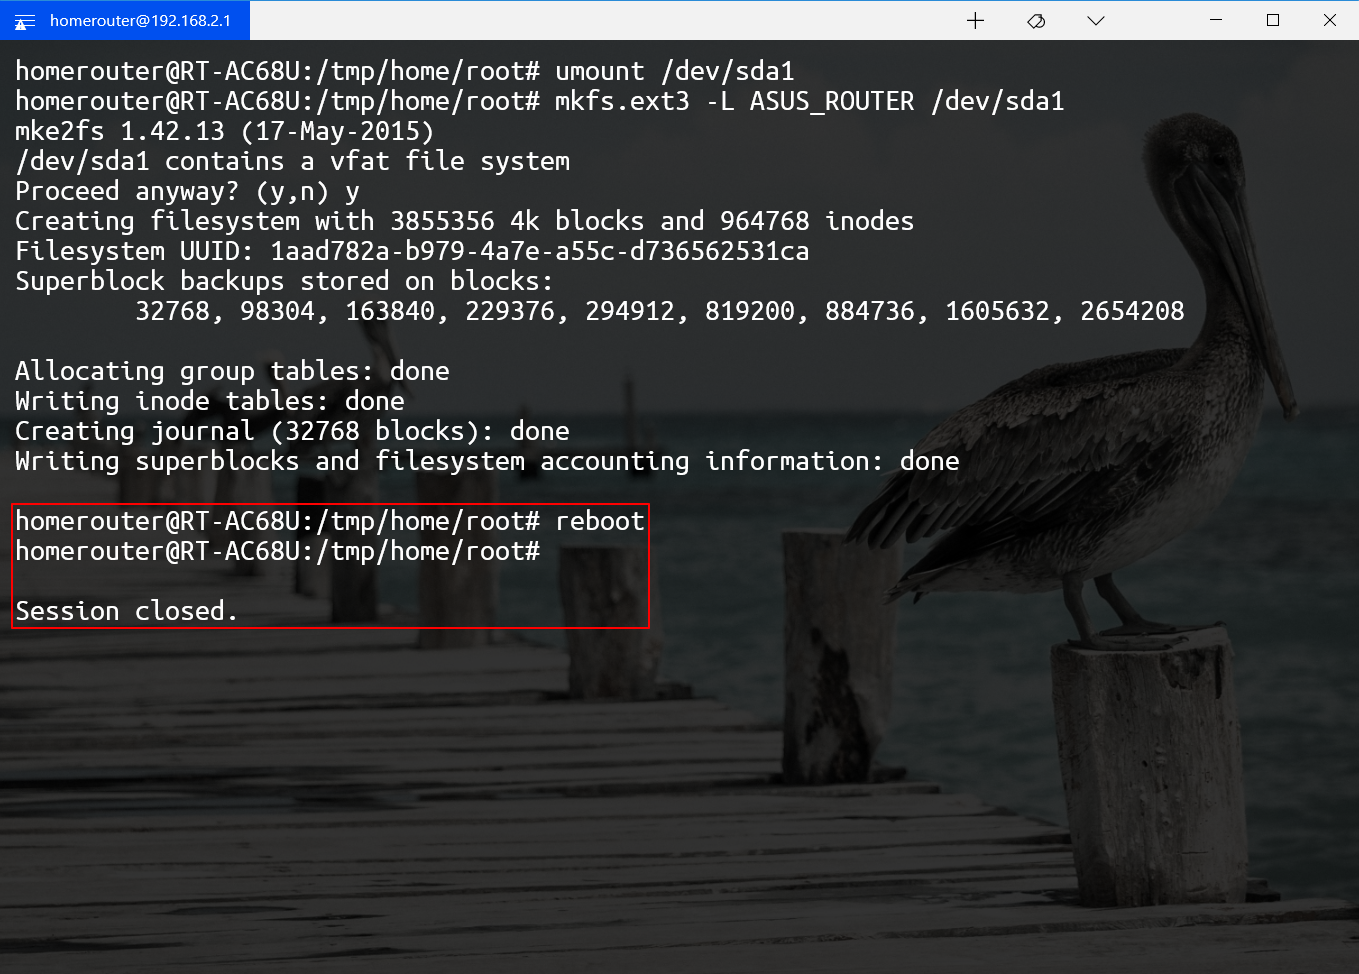 homerouter@192.168.2.1
homerouter@RT-AC68U:/tmp/home/root# umount /dev/sda1
homerouter@RT-AC68U:/tmp/home/root# mkfs.ext3 -L ASUS_ROUTER /dev/sda1
mke2fs 1.42.13 (17-May-2015)
/dev/sda1 contains a vfat file system
Proceed anyway? (y,n) y
Creating filesystem with 3855356 4k blocks and 964768 inodes
Filesystem UUID: 1aad782a-b979-4a7e-a55c-d736562531ca
Superblock backups stored on blocks:
32768, 98304, 163840, 229376, 294912, 819200, 884736, 1605632, 2654208
Allocating group tables: done
Writing inode tables: done
Creating journal (32768 blocks): done
Writing superblocks and filesystem accounting information: done
homerouter@RT-AC68U:/tmp/home/root# reboot
homerouter@RT-AC68U:/tmp/home/root#
Session closed.